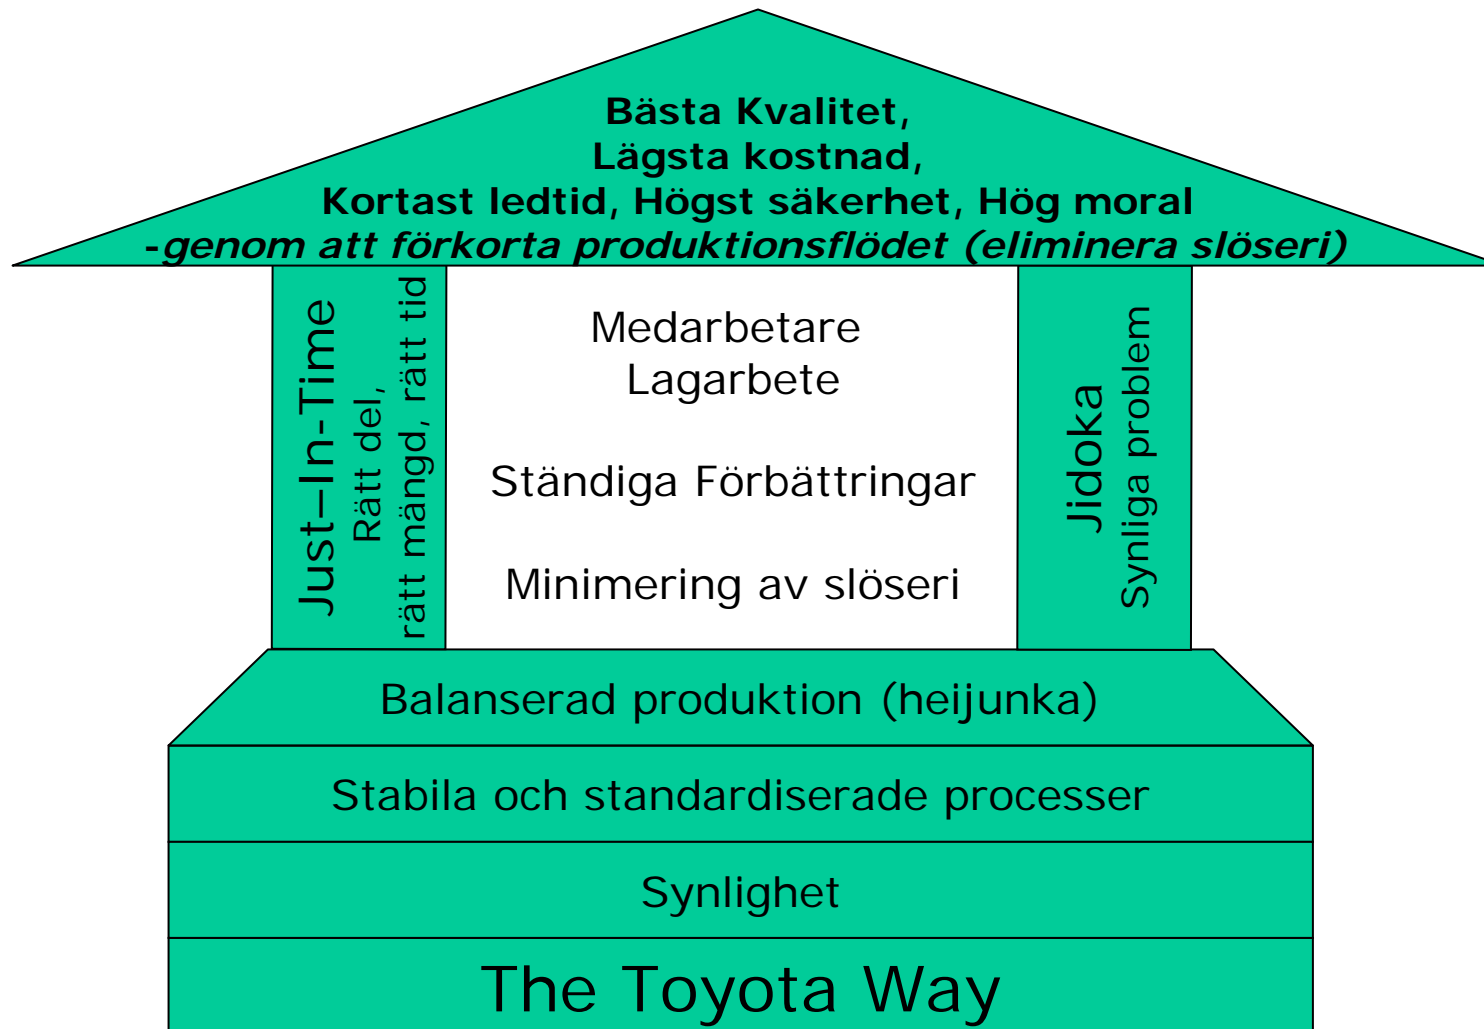 Bästa Kvalitet,
Lägsta kostnad,
Kortast ledtid, Högst säkerhet, Hög moral
-genom att förkorta produktionsflödet (eliminera slöseri)
Just–In-Time
Rätt del,
rätt mängd, rätt tid
Medarbetare
Lagarbete
Ständiga Förbättringar
Minimering av slöseri
Jidoka
Synliga problem
Balanserad produktion (heijunka)
Stabila och standardiserade processer
Synlighet
The Toyota Way